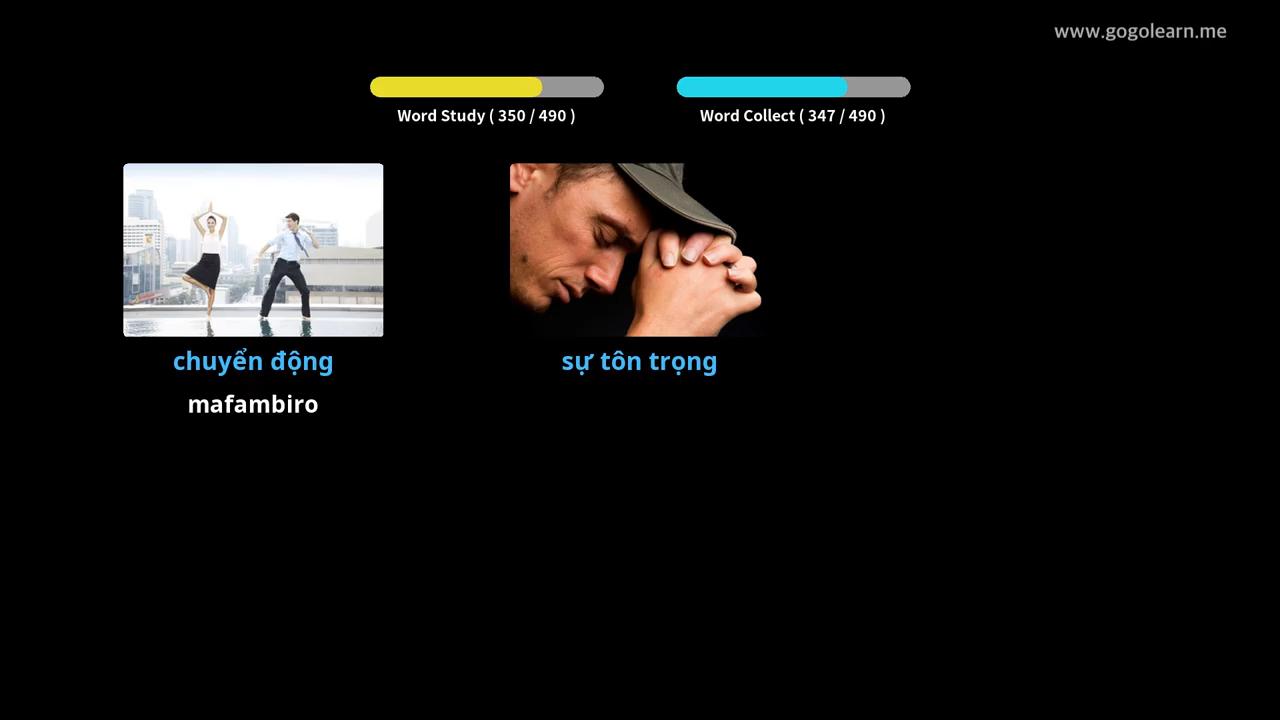 www.gogolearn.me
Word Study ( 350 / 490 )
Word Collect ( 347 / 490 )
chuyển động
mafambiro
sự tôn trọng